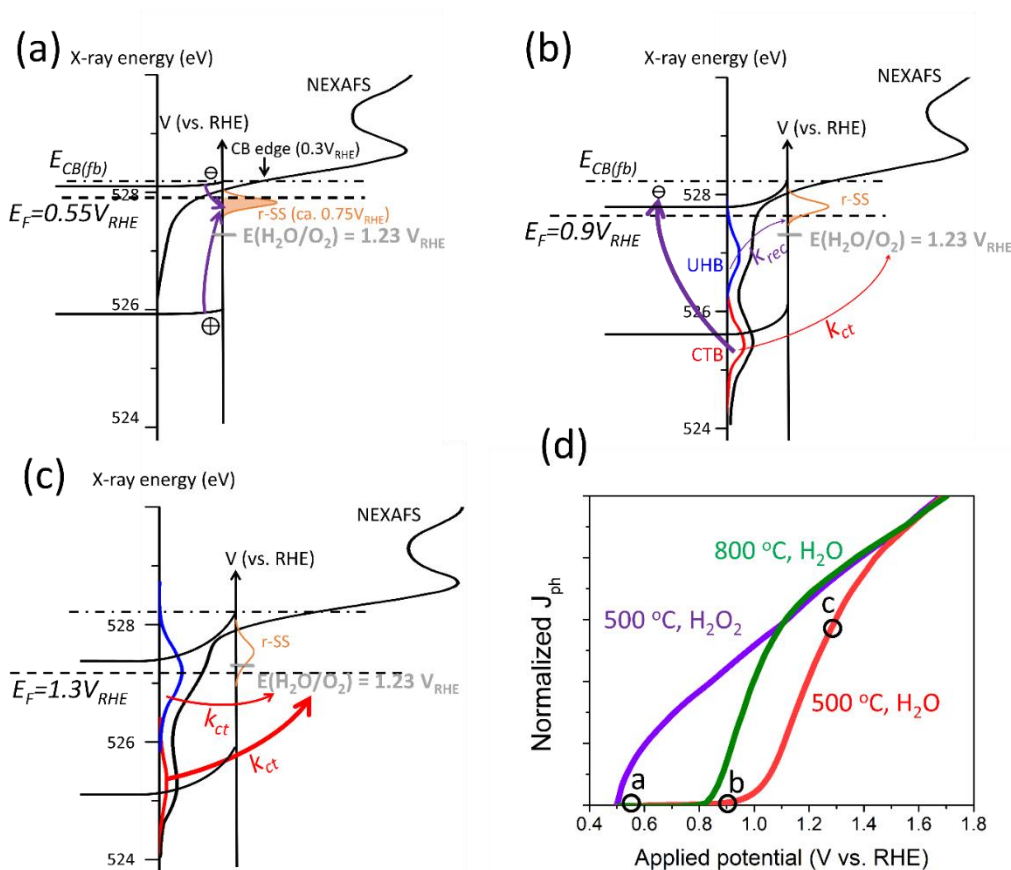 (a)
X-ray energy (eV)
NEXAFS
V (vs. RHE)
CB edge (0.3V_RHE)
E_CB(fb)
⊖
528
E_F=0.55V_RHE
r-SS (ca. 0.75V_RHE)
E(H₂O/O₂) = 1.23 V_RHE
526
⊕
524
(b)
X-ray energy (eV)
NEXAFS
V (vs. RHE)
E_CB(fb)
⊖
528
r-SS
E_F=0.9V_RHE
E(H₂O/O₂) = 1.23 V_RHE
UHB
k_rec
526
k_ct
CTB
524
(c)
X-ray energy (eV)
NEXAFS
V (vs. RHE)
528
r-SS
E_F=1.3V_RHE
E(H₂O/O₂) = 1.23 V_RHE
k_ct
526
k_ct
524
(d)
Normalized J_ph
800 °C, H₂O
500 °C, H₂O₂
c
500 °C, H₂O
a
b
0.4 0.6 0.8 1.0 1.2 1.4 1.6 1.8
Applied potential (V vs. RHE)